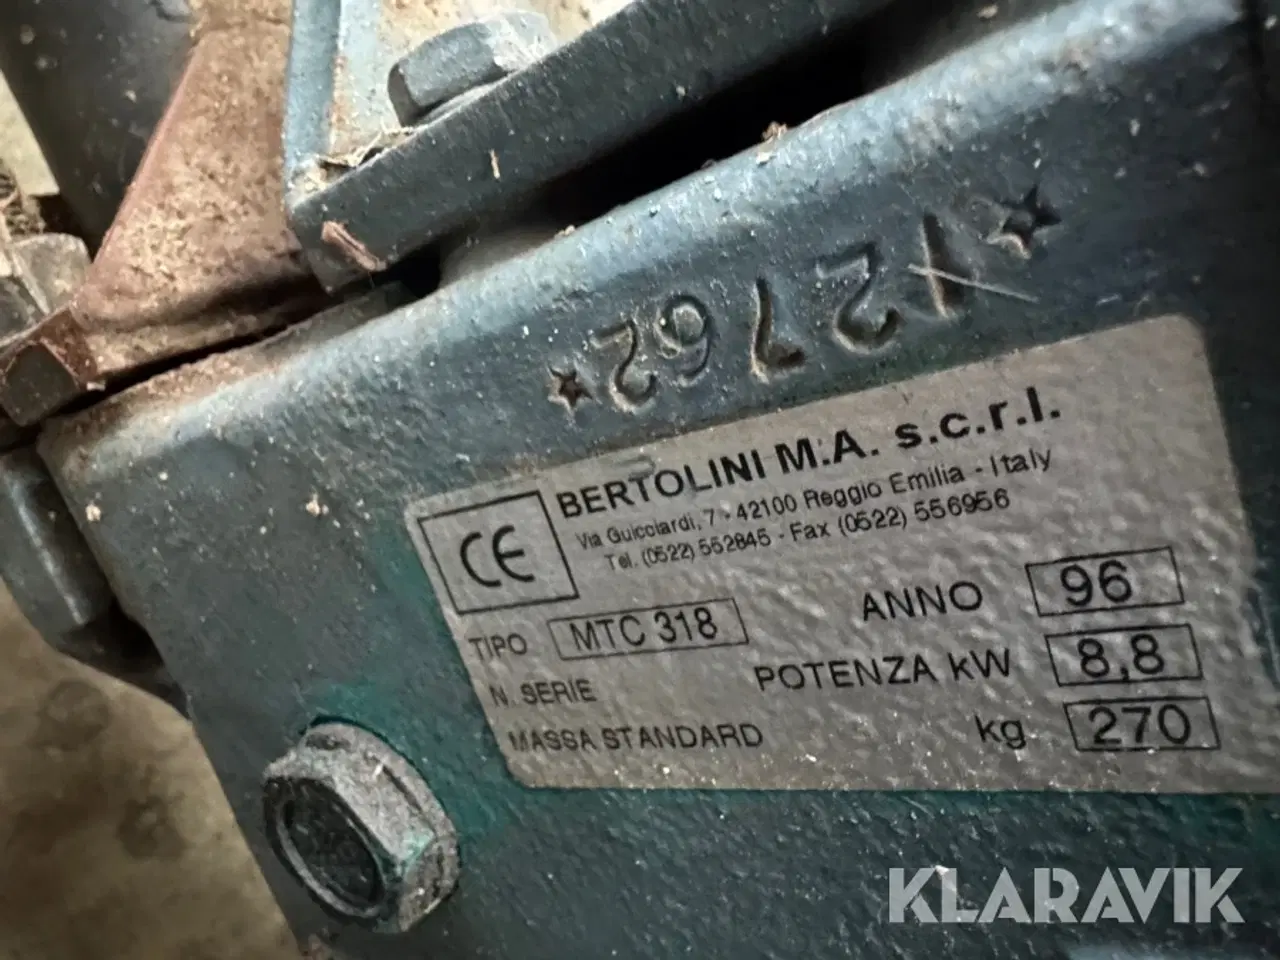 BERTOLINI M.A. s.c.r.l.
Via Guicciardi, 7 - 42100 Reggio Emilia - Italy
Tel. (0522) 552845 - Fax (0522) 556956
CE
TIPO MTC 318 ANNO 96
N. SERIE POTENZA kW 8,8
MASSA STANDARD kg 270
KLARAVIK